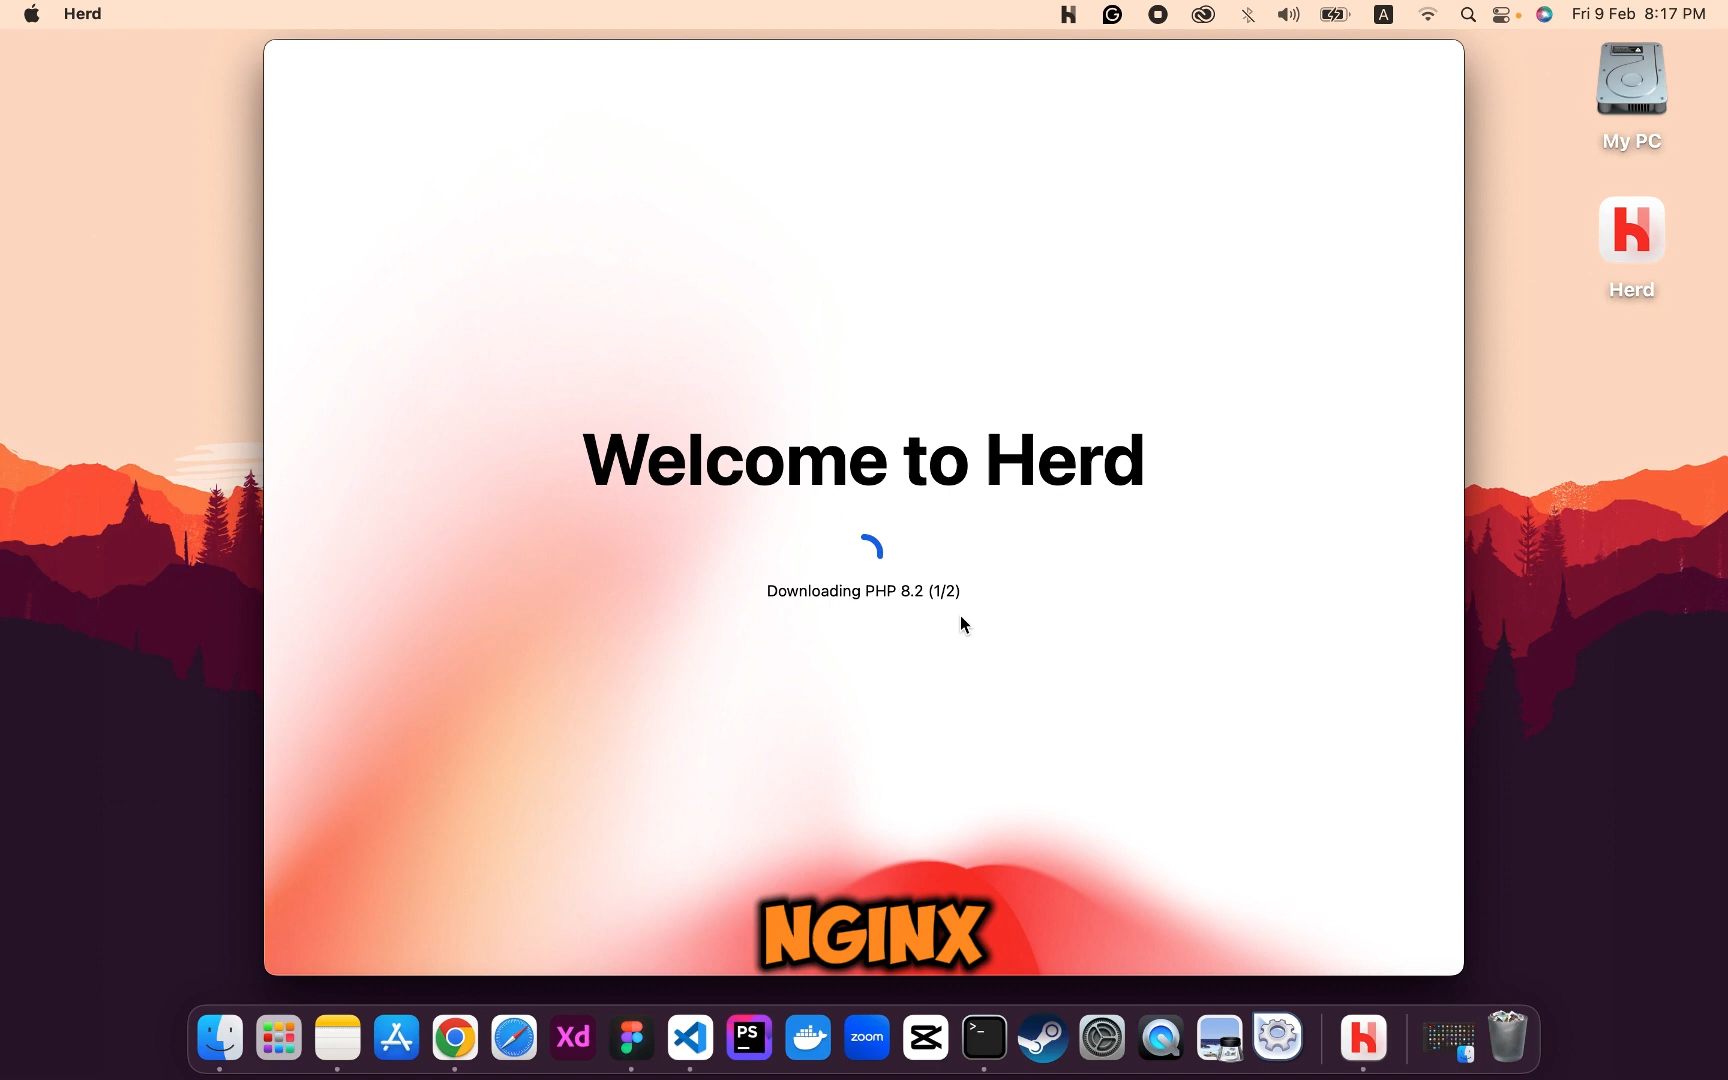 Herd
A
Fri 9 Feb 8:17 PM
My PC
Herd
Welcome to Herd
Downloading PHP 8.2 (1/2)
NGINX
Xd
PS
zoom
>_